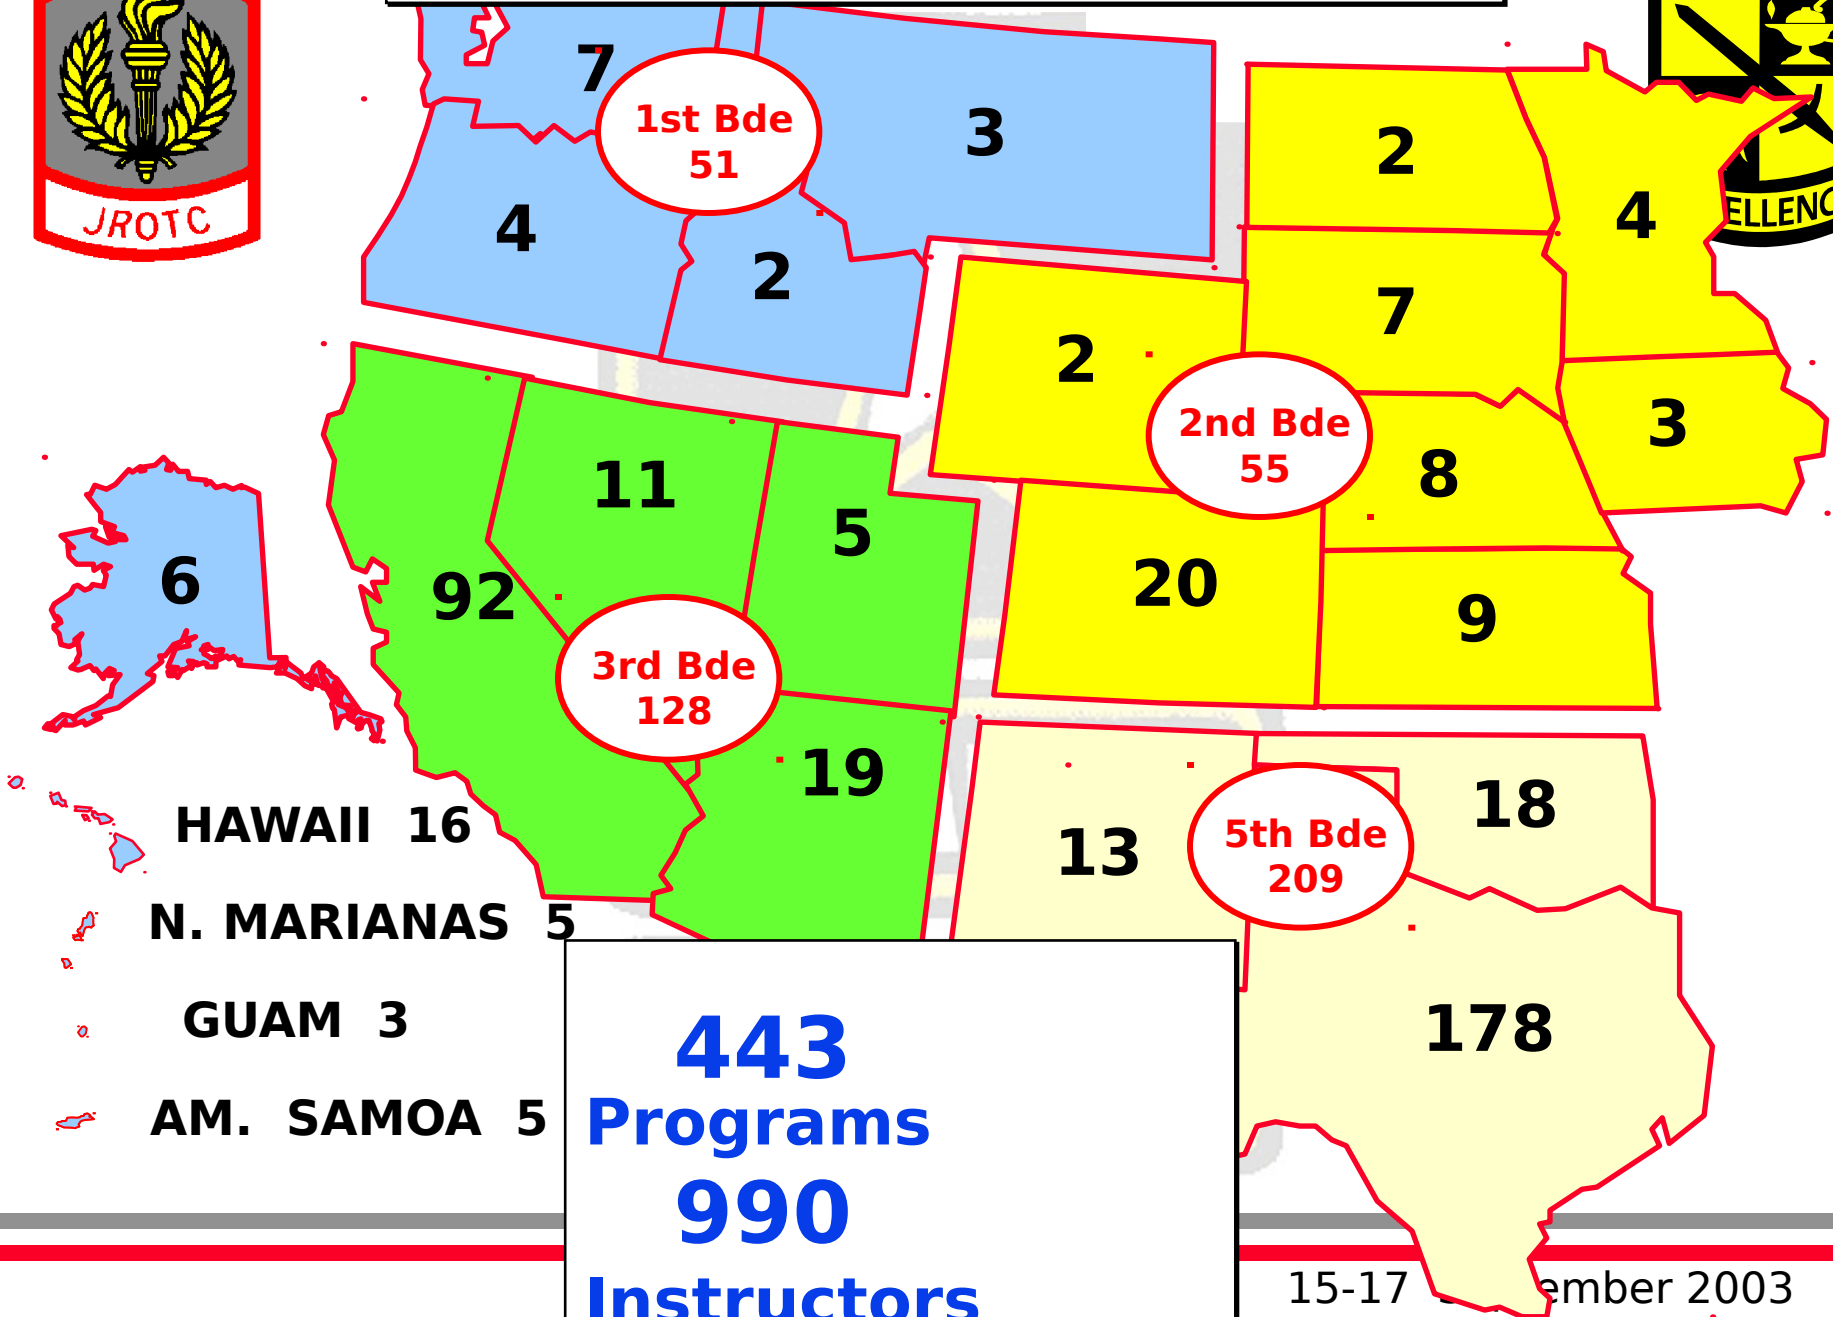 7
1st Bde
51
3
2
4
4
2
2
7
2nd Bde
55
3
11
5
8
6
92
20
9
3rd Bde
128
19
13
5th Bde
209
18
HAWAII 16
N. MARIANAS 5
GUAM 3
AM. SAMOA 5
178
443
Programs
990
Instructors
15-17 ember 2003
JROTC
ELLENC